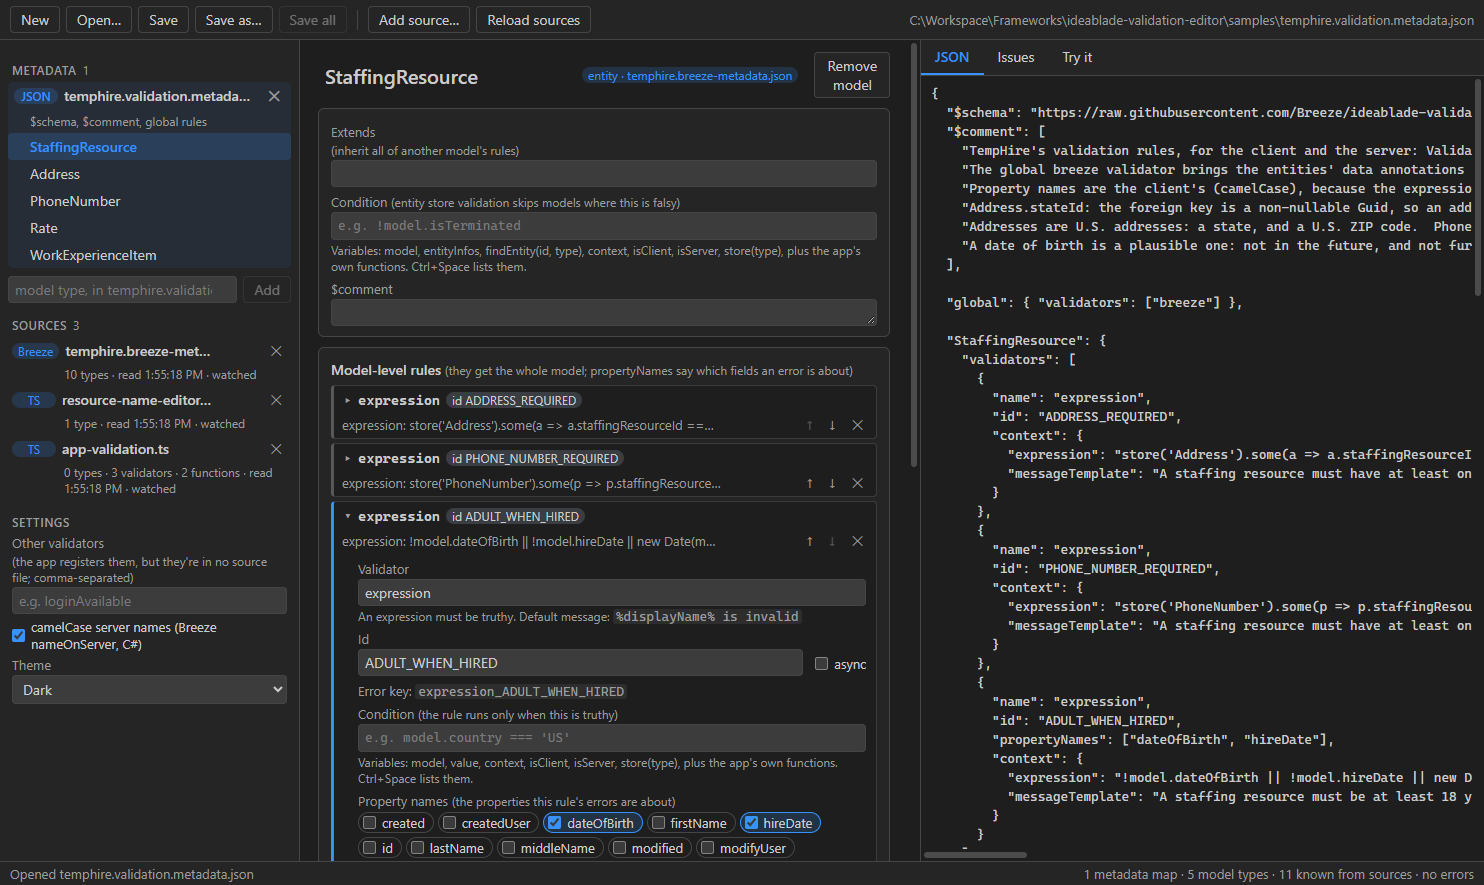 New Open... Save Save as... Save all Add source... Reload sources C:\Workspace\Frameworks\ideablade-validation-editor\samples\temphire.validation.metadata.json
METADATA 1
JSON temphire.validation.metada...
$schema, $comment, global rules
StaffingResource
Address
PhoneNumber
Rate
WorkExperienceItem
model type, in temphire.validati Add
SOURCES 3
Breeze temphire.breeze-met...
10 types · read 1:55:18 PM · watched
TS resource-name-editor...
1 type · read 1:55:18 PM · watched
TS app-validation.ts
0 types · 3 validators · 2 functions · read
1:55:18 PM · watched
SETTINGS
Other validators
(the app registers them, but they're in no source
file; comma-separated)
e.g. loginAvailable
camelCase server names (Breeze
nameOnServer, C#)
Theme
Dark
StaffingResource entity · temphire.breeze-metadata.json Remove
model
Extends
(inherit all of another model's rules)
Condition (entity store validation skips models where this is falsy)
e.g. !model.isTerminated
Variables: model, entityInfos, findEntity(id, type), context, isClient, isServer, store(type), plus the app's
own functions. Ctrl+Space lists them.
$comment
Model-level rules (they get the whole model; propertyNames say which fields an error is about)
expression id ADDRESS_REQUIRED
expression: store('Address').some(a => a.staffingResourceId ==...
expression id PHONE_NUMBER_REQUIRED
expression: store('PhoneNumber').some(p => p.staffingResource...
expression id ADULT_WHEN_HIRED
expression: !model.dateOfBirth || !model.hireDate || new Date(m...
Validator
expression
An expression must be truthy. Default message: %displayName% is invalid
Id
ADULT_WHEN_HIRED async
Error key: expression_ADULT_WHEN_HIRED
Condition (the rule runs only when this is truthy)
e.g. model.country === 'US'
Variables: model, value, context, isClient, isServer, store(type), plus the app's own functions.
Ctrl+Space lists them.
Property names (the properties this rule's errors are about)
created createdUser dateOfBirth firstName hireDate
id lastName middleName modified modifyUser
JSON Issues Try it
{
"$schema": "https://raw.githubusercontent.com/Breeze/ideablade-valida
"$comment": [
"TempHire's validation rules, for the client and the server: Valida
"The global breeze validator brings the entities' data annotations
"Property names are the client's (camelCase), because the expressio
"Address.stateId: the foreign key is a non-nullable Guid, so an add
"Addresses are U.S. addresses: a state, and a U.S. ZIP code. Phone
"A date of birth is a plausible one: not in the future, and not fur
],
"global": { "validators": ["breeze"] },
"StaffingResource": {
"validators": [
{
"name": "expression",
"id": "ADDRESS_REQUIRED",
"context": {
"expression": "store('Address').some(a => a.staffingResourceI
"messageTemplate": "A staffing resource must have at least on
}
},
{
"name": "expression",
"id": "PHONE_NUMBER_REQUIRED",
"context": {
"expression": "store('PhoneNumber').some(p => p.staffingResou
"messageTemplate": "A staffing resource must have at least on
}
},
{
"name": "expression",
"id": "ADULT_WHEN_HIRED",
"propertyNames": ["dateOfBirth", "hireDate"],
"context": {
"expression": "!model.dateOfBirth || !model.hireDate || new D
"messageTemplate": "A staffing resource must be at least 18 y
}
}
Opened temphire.validation.metadata.json 1 metadata map · 5 model types · 11 known from sources · no errors